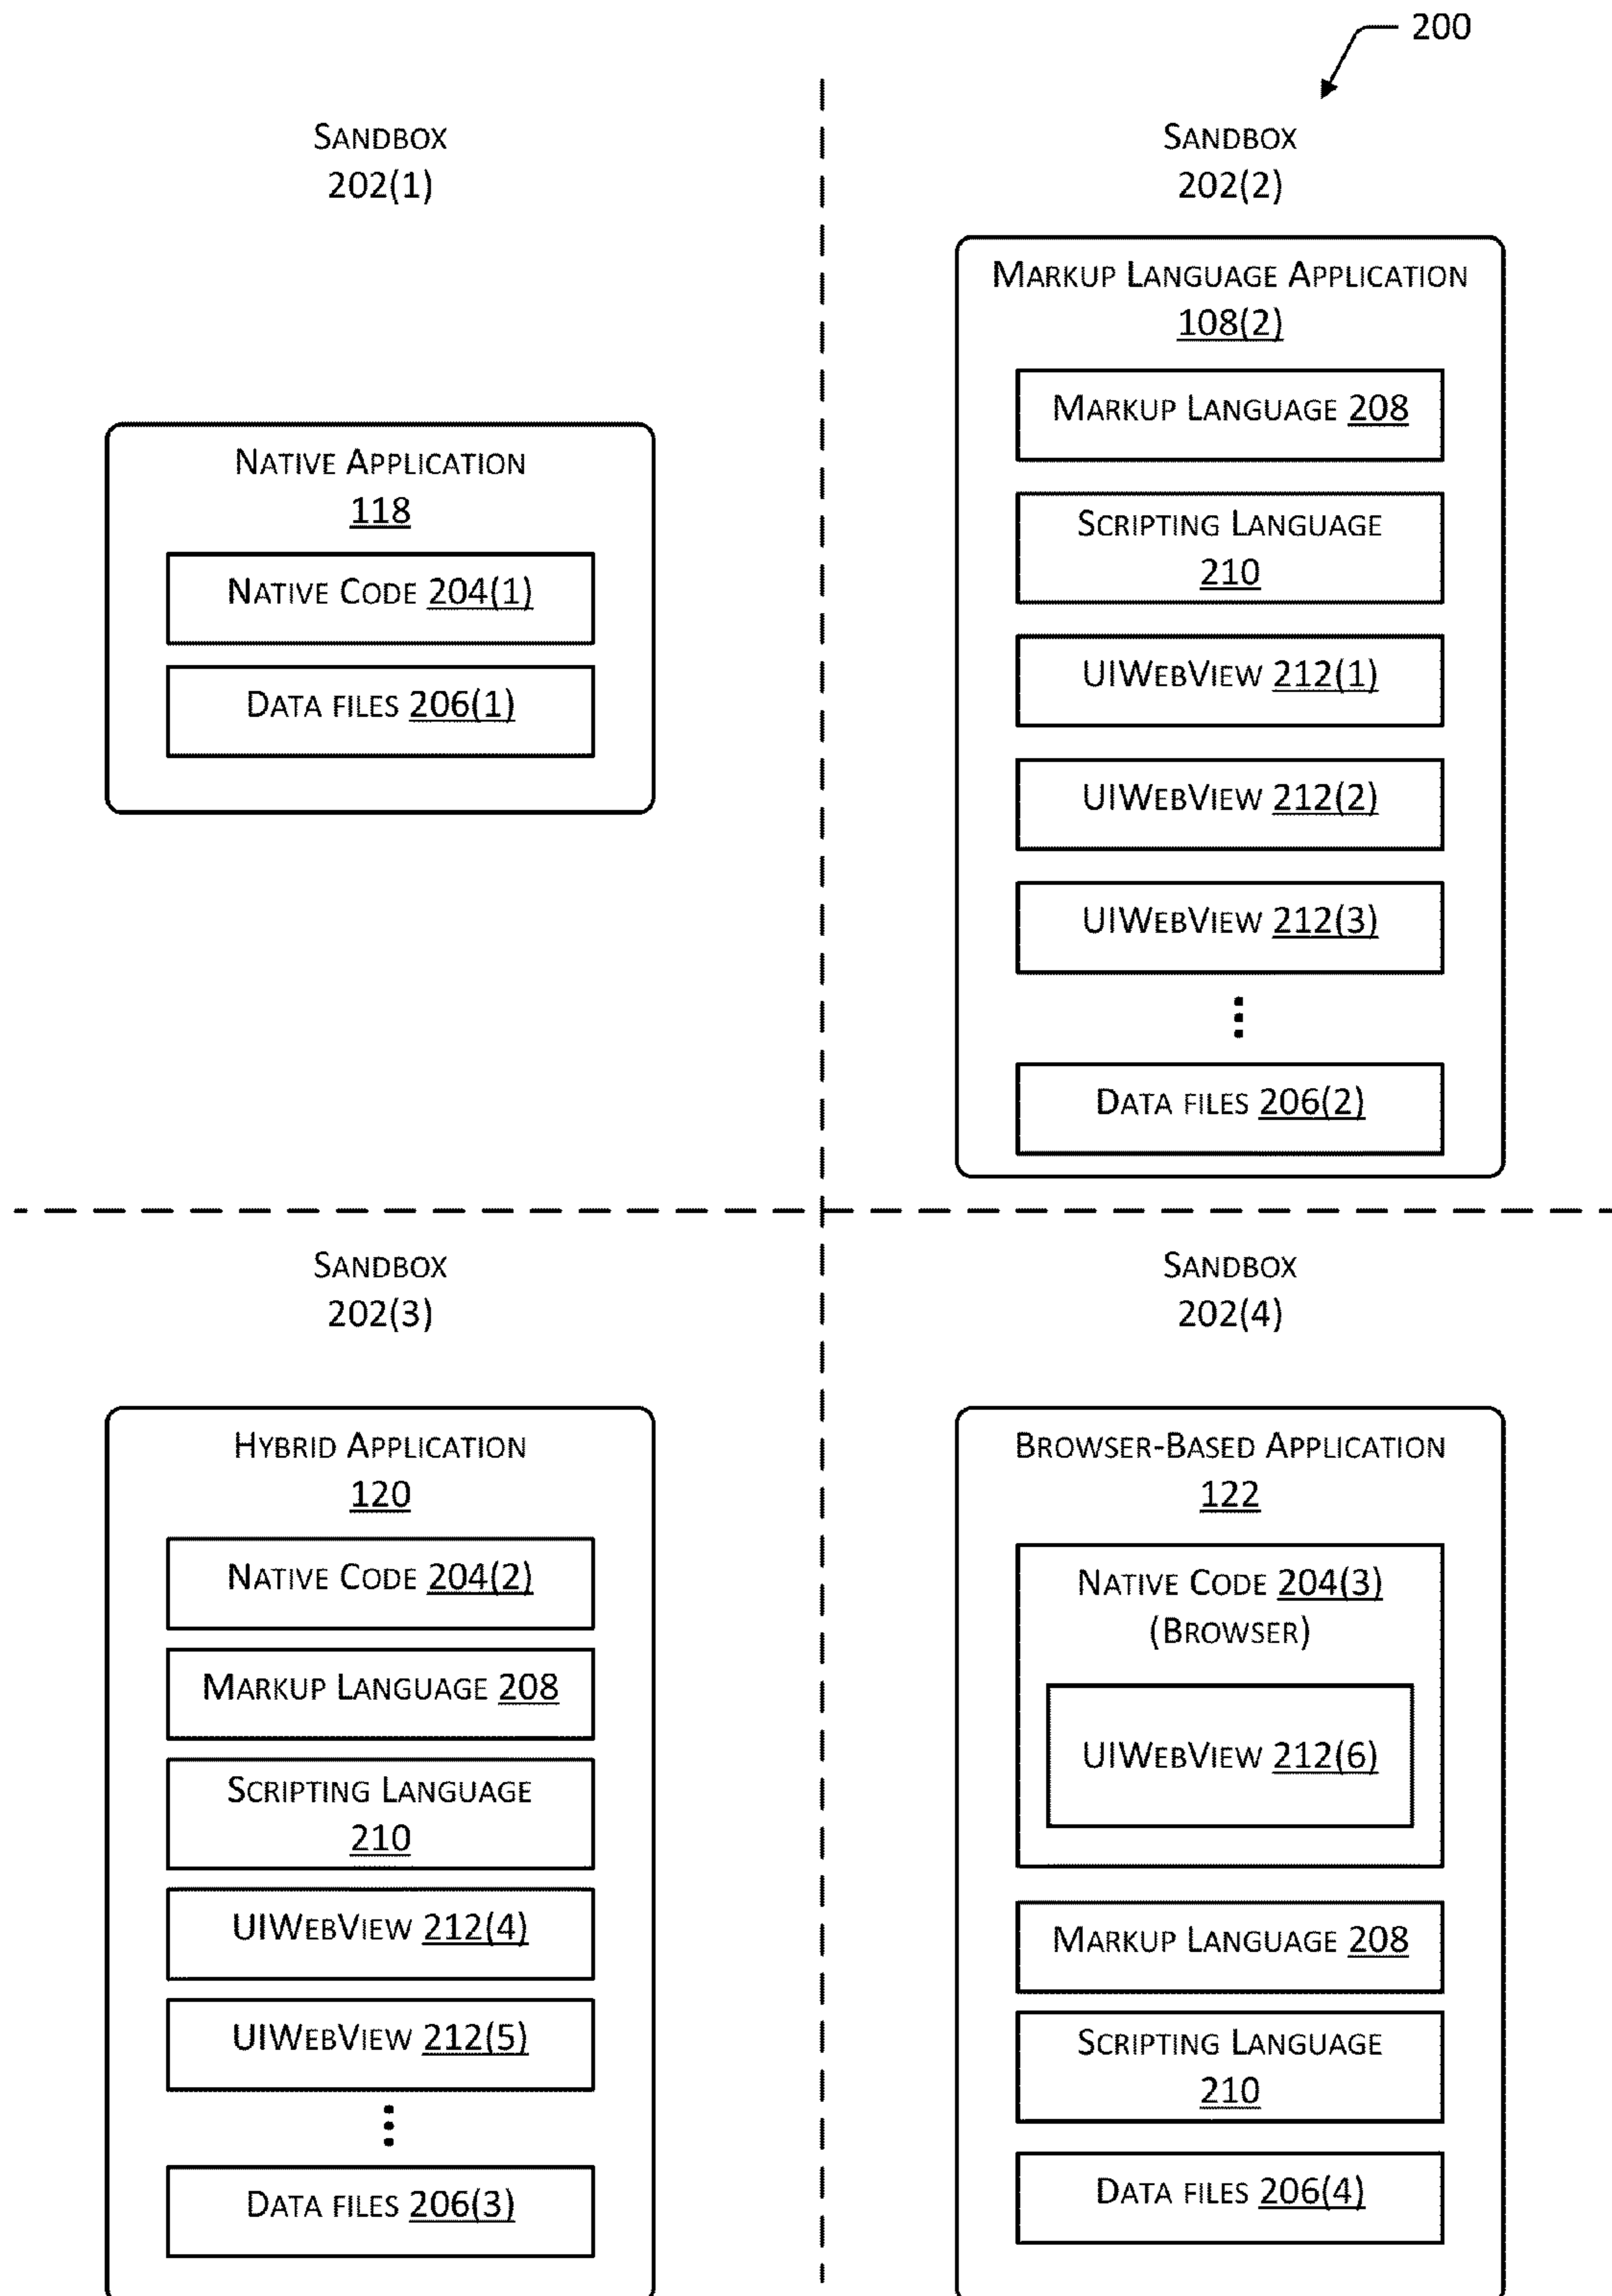 200
Sandbox
202(1)
Native Application
118
Native Code 204(1)
Data files 206(1)
Sandbox
202(2)
Markup Language Application
108(2)
Markup Language 208
Scripting Language
210
UIWebView 212(1)
UIWebView 212(2)
UIWebView 212(3)
Data files 206(2)
Sandbox
202(3)
Hybrid Application
120
Native Code 204(2)
Markup Language 208
Scripting Language
210
UIWebView 212(4)
UIWebView 212(5)
Data files 206(3)
Sandbox
202(4)
Browser-Based Application
122
Native Code 204(3)
(Browser)
UIWebView 212(6)
Markup Language 208
Scripting Language
210
Data files 206(4)